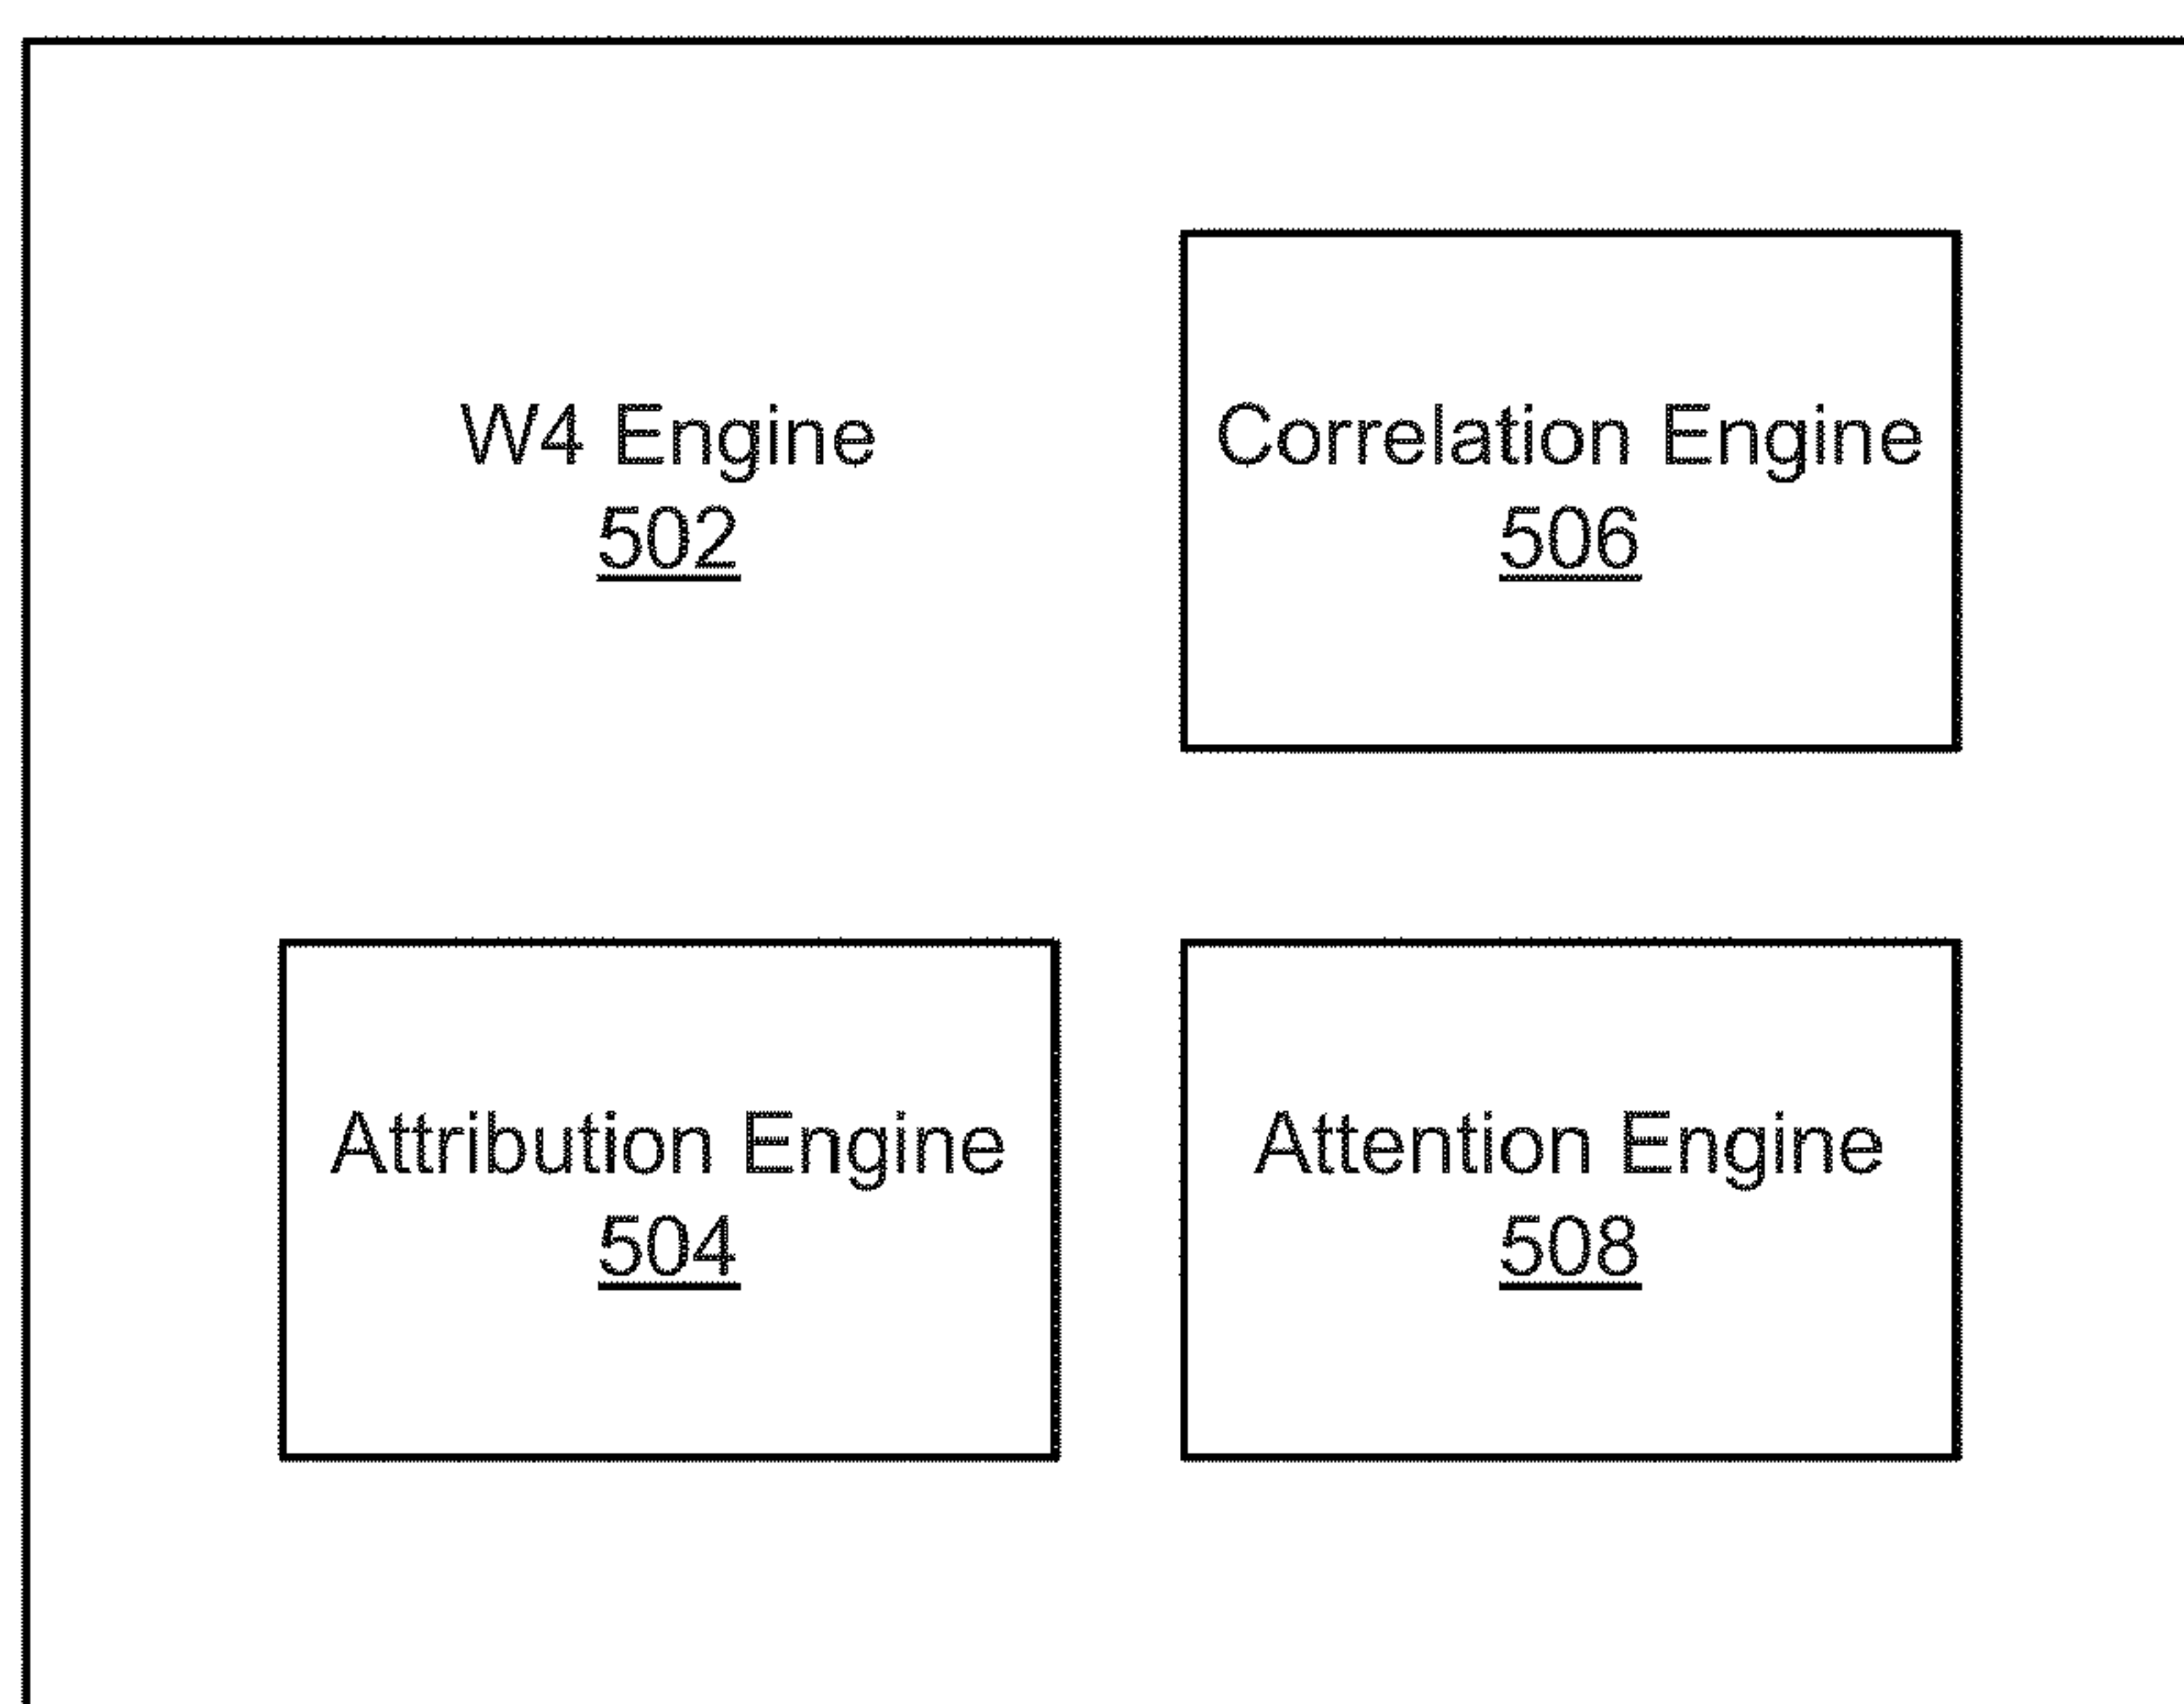 W4 Engine
502
Correlation Engine
506
Attribution Engine
504
Attention Engine
508